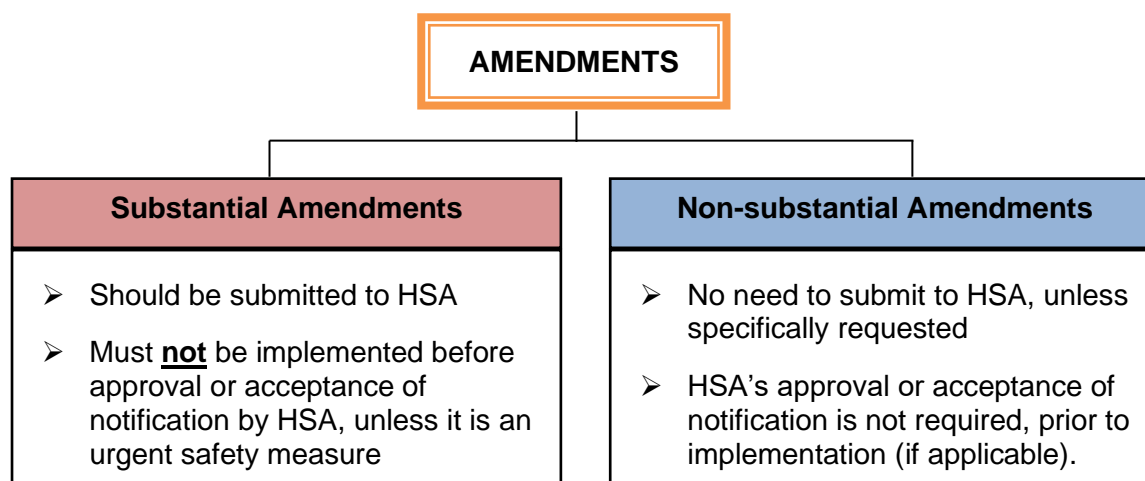 AMENDMENTS
Substantial Amendments
➢ Should be submitted to HSA
➢ Must not be implemented before
approval or acceptance of
notification by HSA, unless it is an
urgent safety measure
Non-substantial Amendments
➢ No need to submit to HSA, unless
specifically requested
➢ HSA’s approval or acceptance of
notification is not required, prior to
implementation (if applicable).